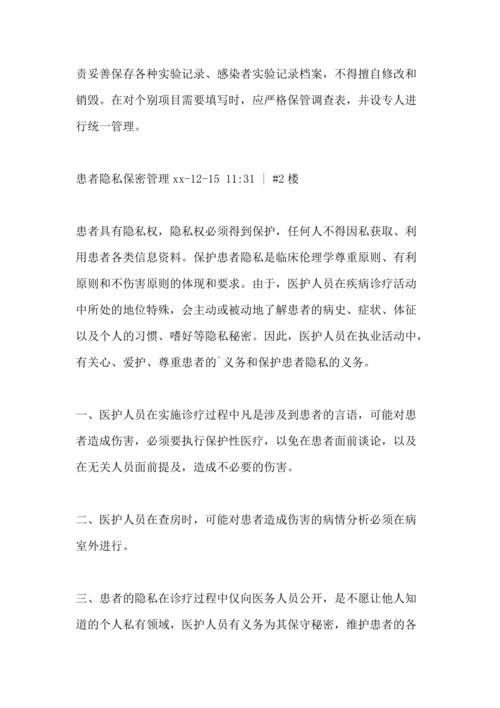 责妥善保存各种实验记录、感染者实验记录档案，不得擅自修改和
销毁。在对个别项目需要填写时，应严格保管调查表，并设专人进
行统一管理。
患者隐私保密管理 xx-12-15 11:31 | #2 楼
患者具有隐私权，隐私权必须得到保护，任何人不得因私获取、利
用患者各类信息资料。保护患者隐私是临床伦理学尊重原则、有利
原则和不伤害原则的体现和要求。由于，医护人员在疾病诊疗活动
中所处的地位特殊，会主动或被动地了解患者的病史、症状、体征
以及个人的习惯、嗜好等隐私秘密。因此，医护人员在执业活动中，
有关心、爱护、尊重患者的`义务和保护患者隐私的义务。
一、医护人员在实施诊疗过程中凡是涉及到患者的言语，可能对患
者造成伤害，必须要执行保护性医疗，以免在患者面前谈论，以及
在无关人员面前提及，造成不必要的伤害。
二、医护人员在查房时，可能对患者造成伤害的病情分析必须在病
室外进行。
三、患者的隐私在诊疗过程中仅向医务人员公开，是不愿让他人知
道的个人私有领域，医护人员有义务为其保守秘密，维护患者的各